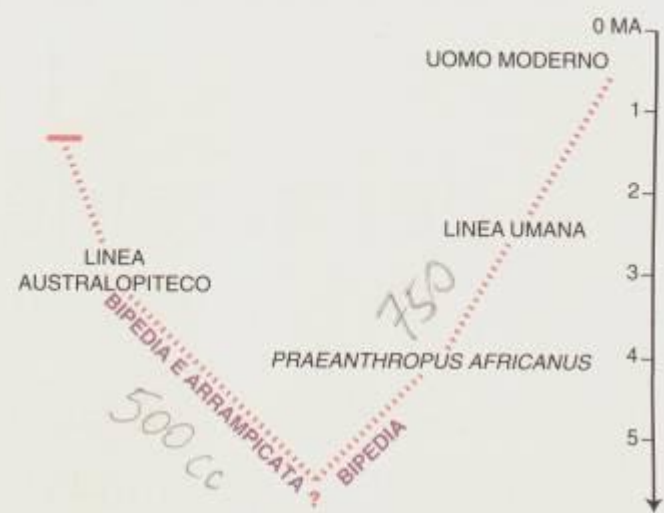 0 MA
UOMO MODERNO
1
2
LINEA UMANA
LINEA
AUSTRALOPITECO
3
750
PRAEANTHROPUS AFRICANUS
4
BIPEDIA E ARRAMPICATA
500 cc
BIPEDIA
5
?